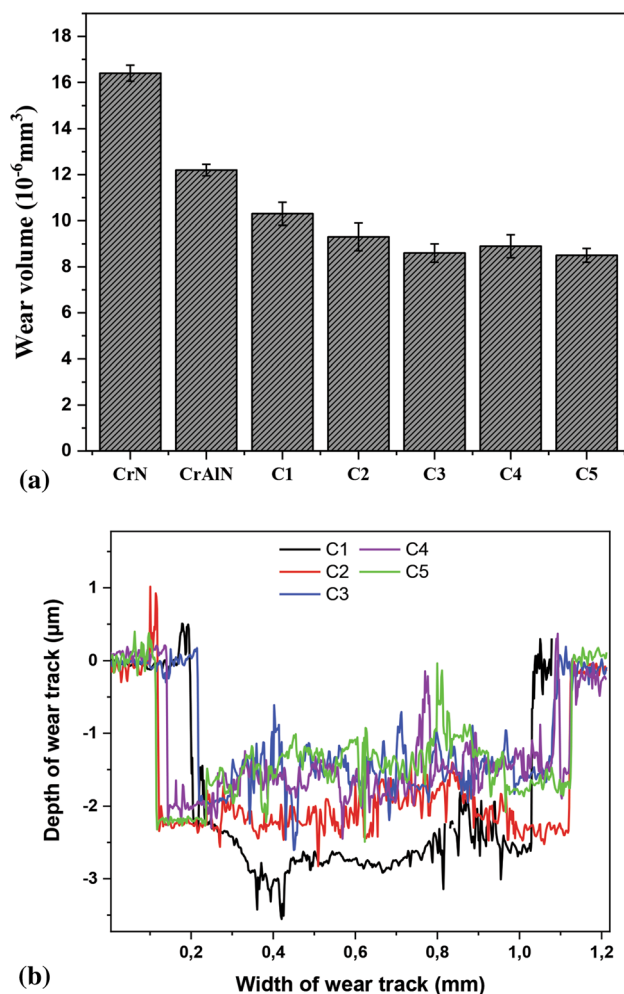 18
16
14
12
10
8
6
4
2
0
Wear volume (10⁻⁶mm³)
CrN CrAlN C1 C2 C3 C4 C5
(a)
C1 C4
C2 C5
C3
1
0
-1
-2
-3
Depth of wear track (μm)
0,2 0,4 0,6 0,8 1,0 1,2
Width of wear track (mm)
(b)